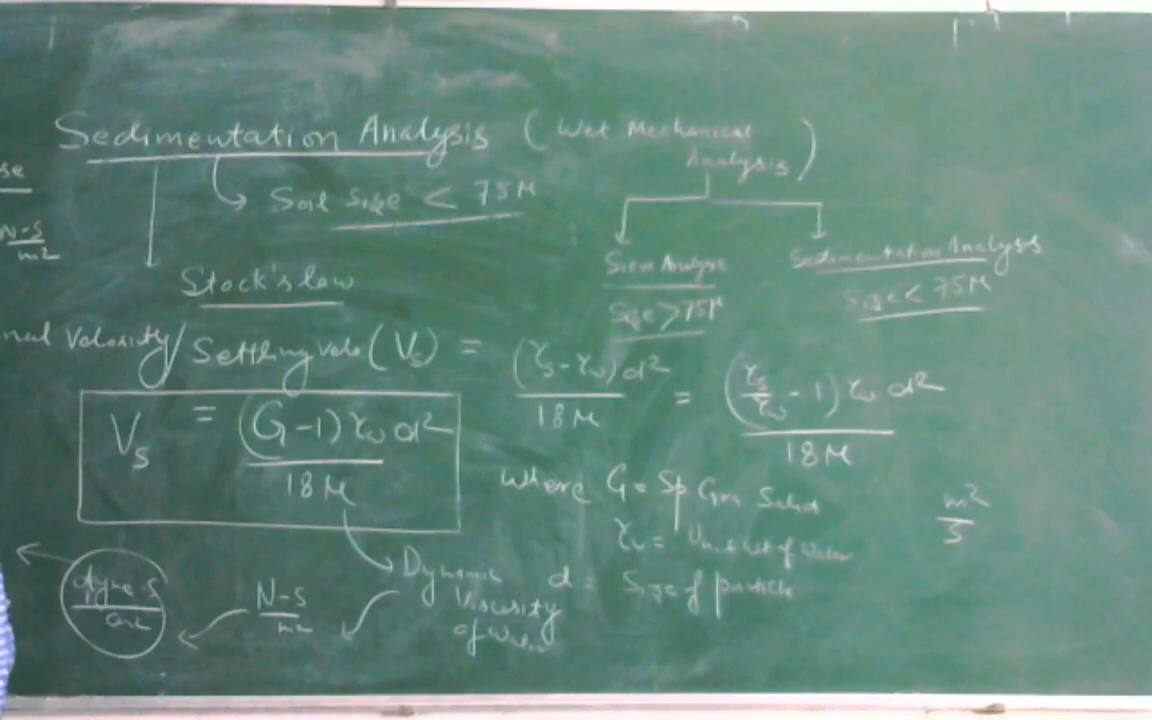 Sedimentation Analysis ( Wet Mechanical
Analysis )
se
Soil Size < 75μ
N-S/m2
Stock's law
Sieve Analysis
Size > 75μ
Sedimentation Analysis
Size < 75μ
nal Velosity/ Settling Velo (Vs) = (γs-γw)d2/18μ = (γs/γw - 1) γw d2/18μ
Vs = (G-1) γw d2/18μ
where G = Sp Gra Solid
γw = Unit wt of Water
d = Size of particle
m2/s
Dynamic
Viscosity
of Water
N-S/m2
dyne-s/cm2